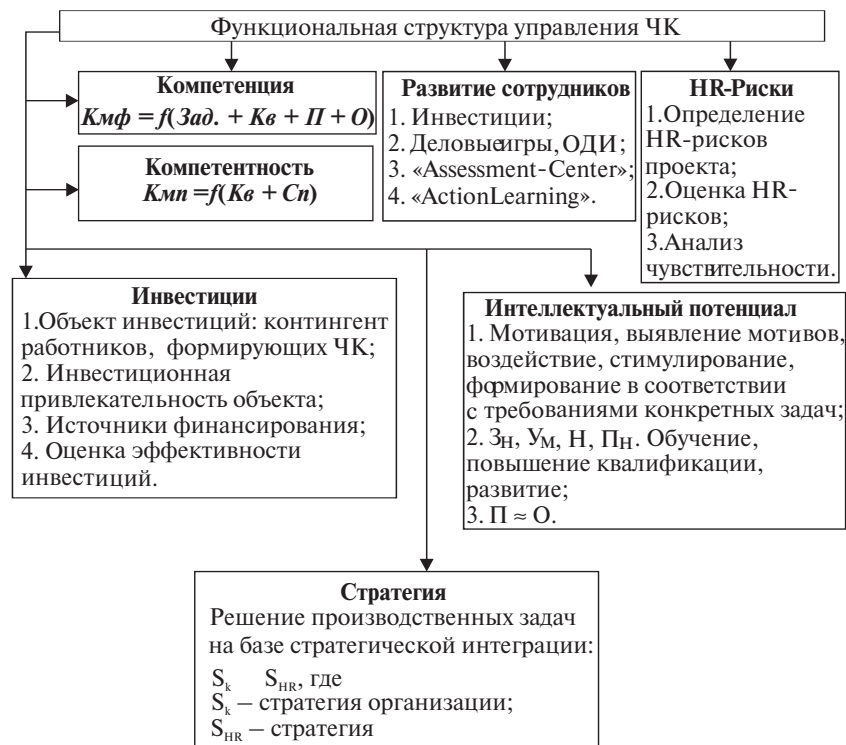 Функциональная структура управления ЧК
Компетенция
Кмф = f(Зад. + Кв + П + О)
Компетентность
Кмп =f(Кв + Сп)
Развитие сотрудников
1. Инвестиции;
2. Деловые игры, ОДИ;
3. «Assessment-Center»;
4. «ActionLearning».
HR-Риски
1.Определение
HR-рисков
проекта;
2.Оценка HR-
рисков;
3.Анализ
чувствительности.
Инвестиции
1.Объект инвестиций: контингент
работников, формирующих ЧК;
2. Инвестиционная
привлекательность объекта;
3. Источники финансирования;
4. Оценка эффективности
инвестиций.
Интеллектуальный потенциал
1. Мотивация, выявление мотивов,
воздействие, стимулирование,
формирование в соответствии
с требованиями конкретных задач;
2. Зн, Ум, Н, Пн. Обучение,
повышение квалификации,
развитие;
3. П ≈ О.
Стратегия
Решение производственных задач
на базе стратегической интеграции:
Sk SHR, где
Sk – стратегия организации;
SHR – стратегия